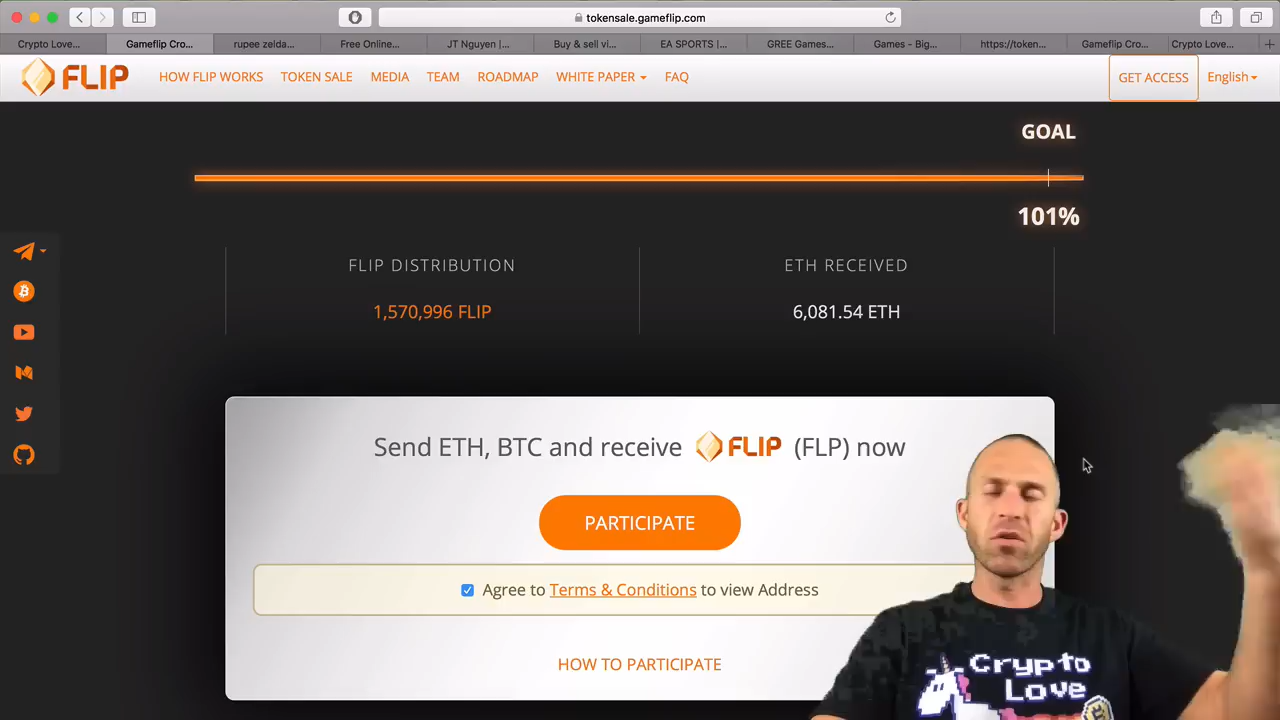 tokensale.gameflip.com
Crypto Love...
Gameflip Cro...
rupee zelda...
Free Online...
JT Nguyen |...
Buy & sell vi...
EA SPORTS |...
GREE Games...
Games - Big...
https://token...
Gameflip Cro...
Crypto Love...
FLIP
HOW FLIP WORKS
TOKEN SALE
MEDIA
TEAM
ROADMAP
WHITE PAPER
FAQ
GET ACCESS
English
GOAL
101%
FLIP DISTRIBUTION
1,570,996 FLIP
ETH RECEIVED
6,081.54 ETH
Send ETH, BTC and receive FLIP (FLP) now
PARTICIPATE
Agree to Terms & Conditions to view Address
HOW TO PARTICIPATE
Crypto
Love